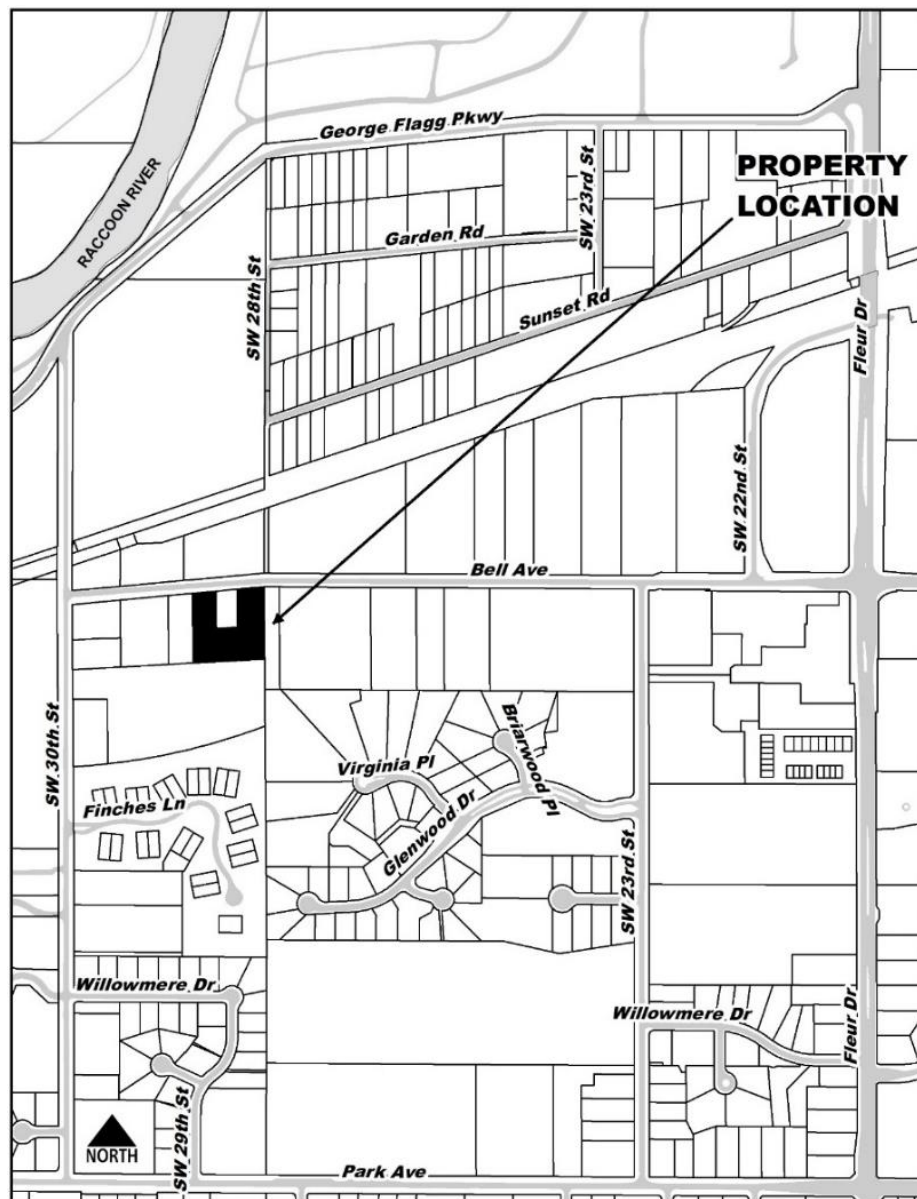 George Flagg Pkwy
RACCOON RIVER
SW 23rd St
PROPERTY
LOCATION
Garden Rd
SW 28th St
Sunset Rd
Fleur Dr
SW 22nd St
Bell Ave
SW 30th St
Briarwood Pl
Virginia Pl
Finches Ln
Glenwood Dr
SW 23rd St
Willowmere Dr
Willowmere Dr
Fleur Dr
SW 29th St
NORTH
Park Ave